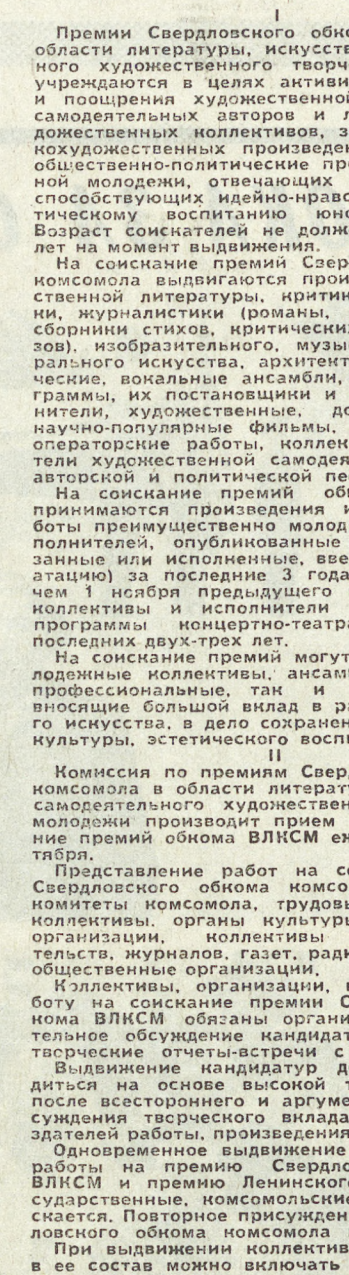 I
Премии Свердловского обко
области литературы, искусств
ного художественного творч
учреждаются в целях активи
и поощрения художественной
самодеятельных авторов и л
дожественных коллективов, з
кохудожественных произведен
общественно-политические пр
ной молодежи, отвечающих
способствующих идейно-нравс
тическому воспитанию юно
Возраст соискателей не долж
лет на момент выдвижения.
На соискание премий Свер
комсомола выдвигаются прои
ственной литературы, критик
ки, журналистики (романы,
сборники стихов, критически
зов), изобразительного, музы
рального искусства, архитект
ческие, вокальные ансамбли,
граммы, их постановщики и
нители, художественные, до
научно-популярные фильмы,
операторские работы, коллек
тели художественной самодея
авторской и политической пе
На соискание премий об
принимаются произведения и
боты преимущественно молод
полнителей, опубликованные
занные или исполненные, вве
атацию) за последние 3 года
чем 1 ноября предыдущего
коллективы и исполнители
программы концертно-театра
последних двух-трех лет.
На соискание премий могут
лодежные коллективы, ансам
профессиональные, так и
вносящие большой вклад в ра
го искусства, в дело сохранен
культуры, эстетического воспи
II
Комиссия по премиям Свер
комсомола в области литерат
самодеятельного художествен
молодежи производит прием
ние премий обкома ВЛКСМ еж
тября.
Представление работ на со
Свердловского обкома комсо
комитеты комсомола, трудовы
коллективы, органы культуры
организации, коллективы
тельств, журналов, газет, ради
общественные организации.
Коллективы, организации,
боту на соискание премии С
кома ВЛКСМ обязаны органи
тельное обсуждение кандидат
творческие отчеты-встречи с
Выдвижение кандидатур д
диться на основе высокой т
после всестороннего и аргуме
суждения творческого вклада
здателей работы, произведения
Одновременное выдвижение
работы на премию Свердло
ВЛКСМ и премию Ленинского
сударственные, комсомольские
скается. Повторное присужден
ловского обкома комсомола
При выдвижении коллектив
в ее состав можно включать